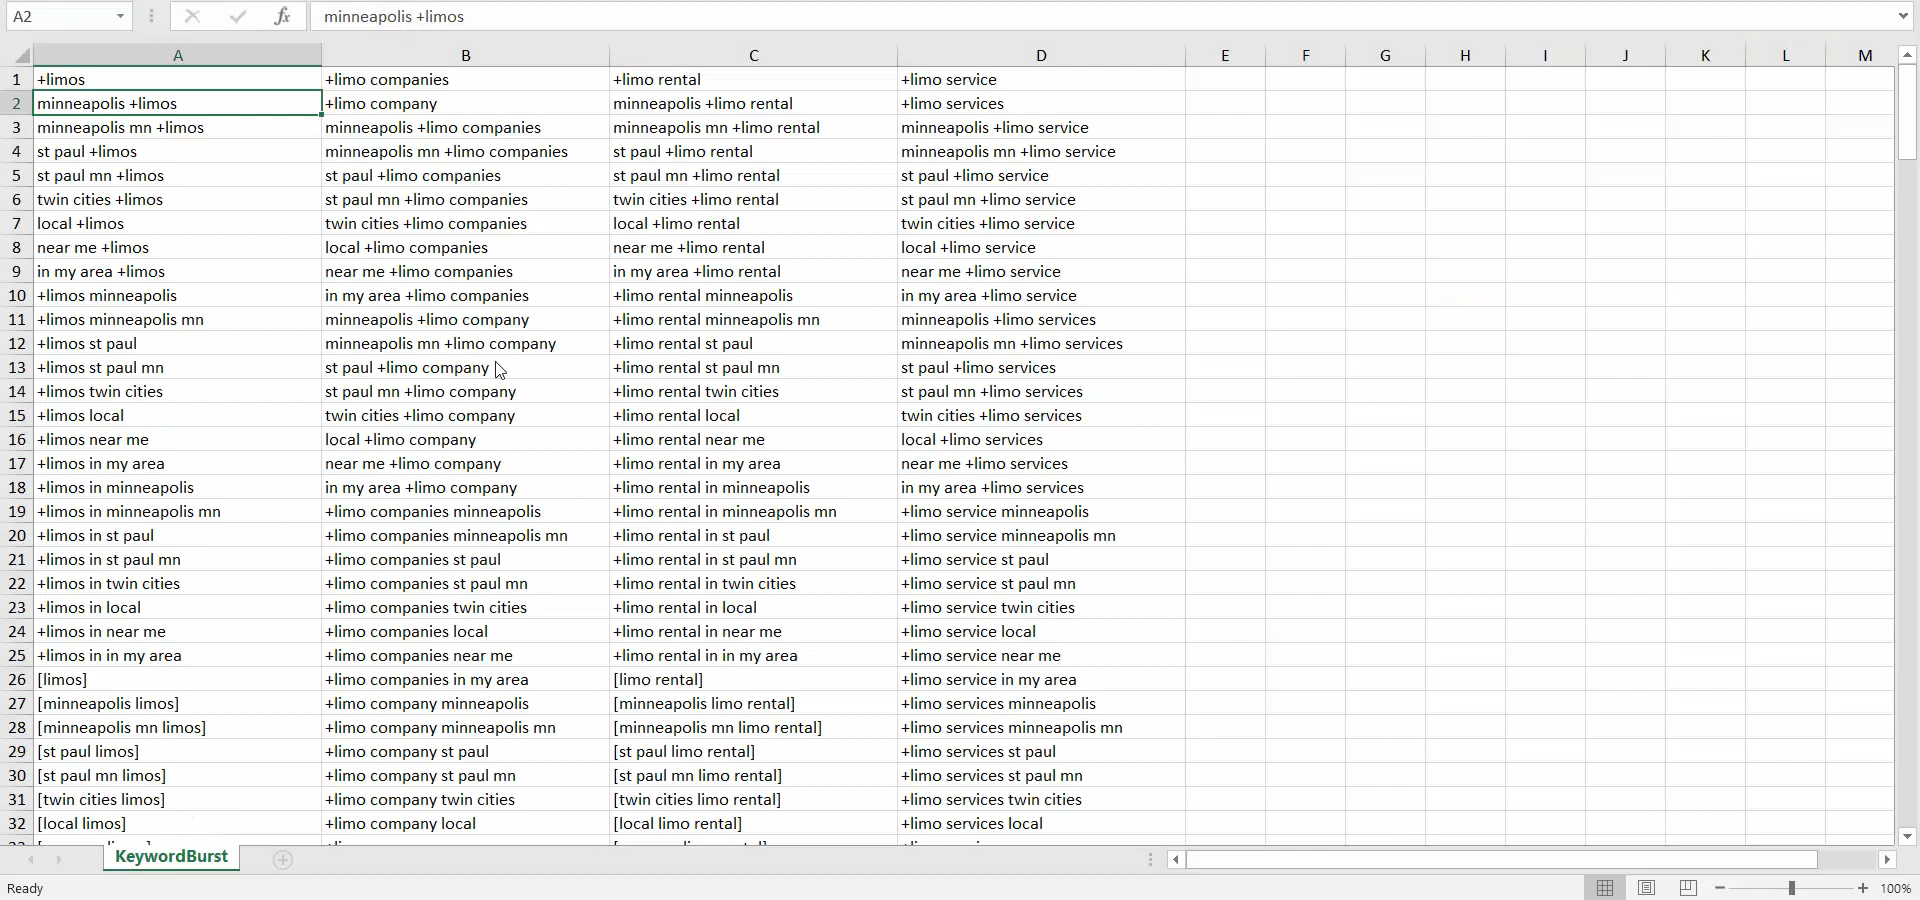 A2 fx minneapolis +limos
A B C D E F G H I J K L M
1 +limos +limo companies +limo rental +limo service
2 minneapolis +limos +limo company minneapolis +limo rental +limo services
3 minneapolis mn +limos minneapolis +limo companies minneapolis mn +limo rental minneapolis +limo service
4 st paul +limos minneapolis mn +limo companies st paul +limo rental minneapolis mn +limo service
5 st paul mn +limos st paul +limo companies st paul mn +limo rental st paul +limo service
6 twin cities +limos st paul mn +limo companies twin cities +limo rental st paul mn +limo service
7 local +limos twin cities +limo companies local +limo rental twin cities +limo service
8 near me +limos local +limo companies near me +limo rental local +limo service
9 in my area +limos near me +limo companies in my area +limo rental near me +limo service
10 +limos minneapolis in my area +limo companies +limo rental minneapolis in my area +limo service
11 +limos minneapolis mn minneapolis +limo company +limo rental minneapolis mn minneapolis +limo services
12 +limos st paul minneapolis mn +limo company +limo rental st paul minneapolis mn +limo services
13 +limos st paul mn st paul +limo company +limo rental st paul mn st paul +limo services
14 +limos twin cities st paul mn +limo company +limo rental twin cities st paul mn +limo services
15 +limos local twin cities +limo company +limo rental local twin cities +limo services
16 +limos near me local +limo company +limo rental near me local +limo services
17 +limos in my area near me +limo company +limo rental in my area near me +limo services
18 +limos in minneapolis in my area +limo company +limo rental in minneapolis in my area +limo services
19 +limos in minneapolis mn +limo companies minneapolis +limo rental in minneapolis mn +limo service minneapolis
20 +limos in st paul +limo companies minneapolis mn +limo rental in st paul +limo service minneapolis mn
21 +limos in st paul mn +limo companies st paul +limo rental in st paul mn +limo service st paul
22 +limos in twin cities +limo companies st paul mn +limo rental in twin cities +limo service st paul mn
23 +limos in local +limo companies twin cities +limo rental in local +limo service twin cities
24 +limos in near me +limo companies local +limo rental in near me +limo service local
25 +limos in in my area +limo companies near me +limo rental in in my area +limo service near me
26 [limos] +limo companies in my area [limo rental] +limo service in my area
27 [minneapolis limos] +limo company minneapolis [minneapolis limo rental] +limo services minneapolis
28 [minneapolis mn limos] +limo company minneapolis mn [minneapolis mn limo rental] +limo services minneapolis mn
29 [st paul limos] +limo company st paul [st paul limo rental] +limo services st paul
30 [st paul mn limos] +limo company st paul mn [st paul mn limo rental] +limo services st paul mn
31 [twin cities limos] +limo company twin cities [twin cities limo rental] +limo services twin cities
32 [local limos] +limo company local [local limo rental] +limo services local
KeywordBurst
Ready 100%